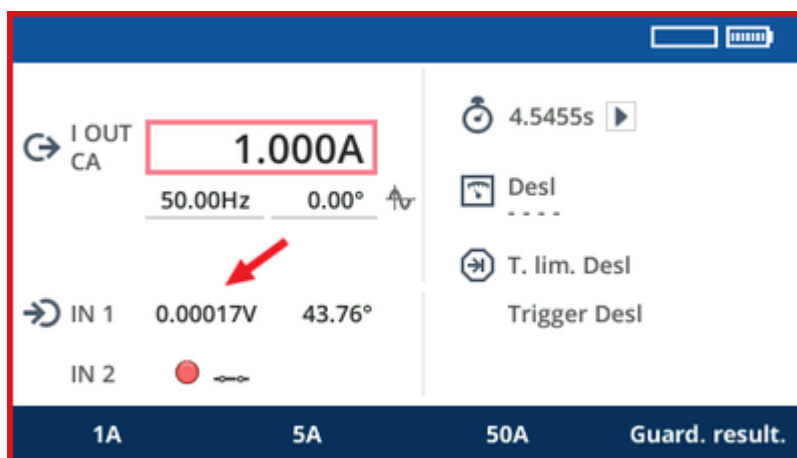 I OUT
CA
1.000A
50.00Hz 0.00°
IN 1 0.00017V 43.76°
IN 2
4.5455s
Desl
- - - -
T. lim. Desl
Trigger Desl
1A 5A 50A Guard. result.